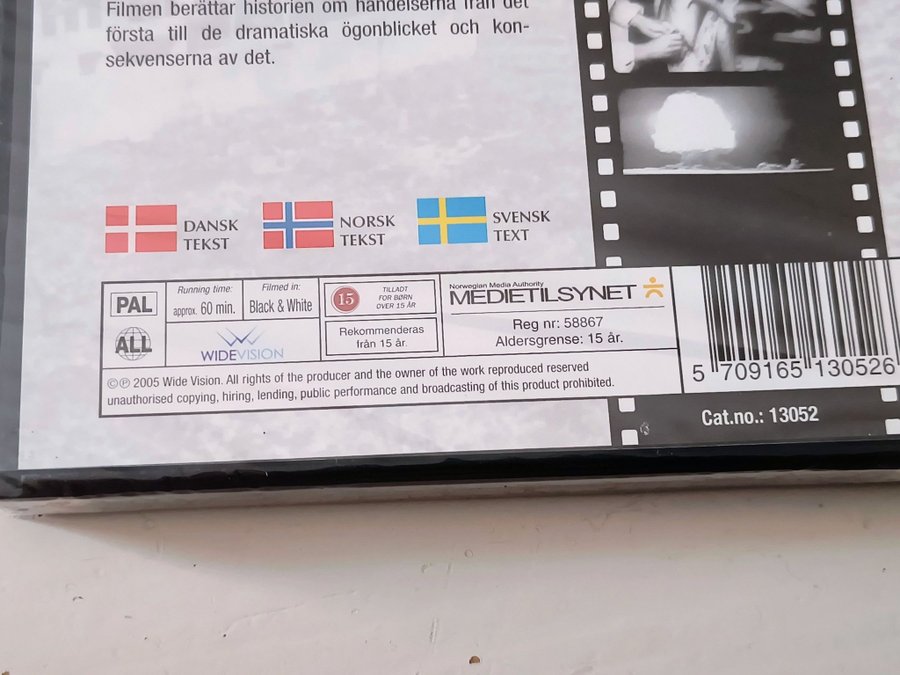 Filmen berättar historien om händelserna från det
första till de dramatiska ögonblicket och kon-
sekvenserna av det.
DANSK
TEKST
NORSK
TEKST
SVENSK
TEXT
PAL
ALL
Running time:
approx. 60 min.
Filmed in:
Black & White
WIDEVISION
15
TILLADT
FOR BØRN
OVER 15 ÅR
Rekommenderas
från 15 år.
Norwegian Media Authority
MEDIETILSYNET
Reg nr: 58867
Aldersgrense: 15 år.
©℗ 2005 Wide Vision. All rights of the producer and the owner of the work reproduced reserved
unauthorised copying, hiring, lending, public performance and broadcasting of this product prohibited.
5 709165 130526
Cat.no.: 13052